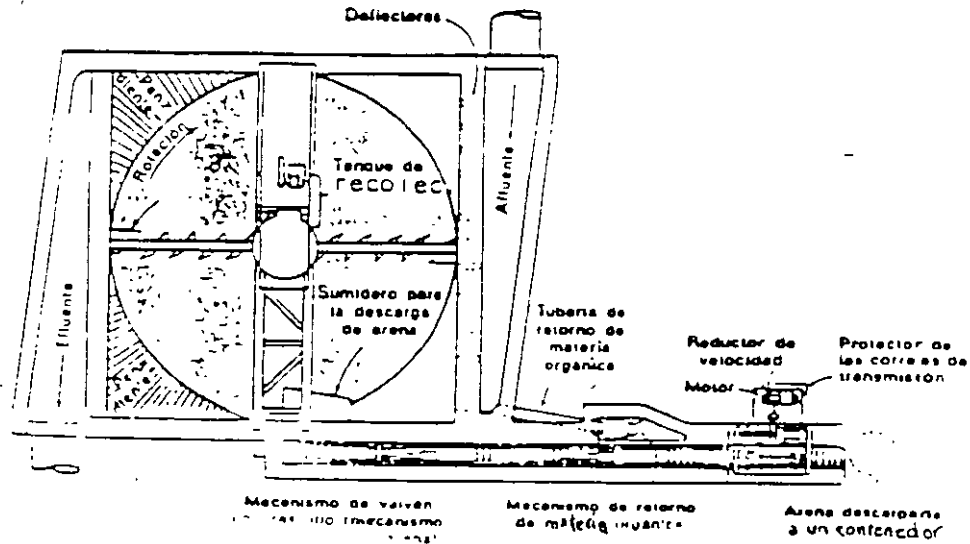 Deflectores
Rotación
Tanque de
recolec
Afluente
Efluente
Sumidero para
la descarga
de arena
Tubería de
retorno de
materia
orgánica
Reductor de
velocidad
Motor
Protector de
las correas de
transmisión
Mecanismo de vaivén
mecanismo
Mecanismo de retorno
de materia
Arena descargada
a un contenedor